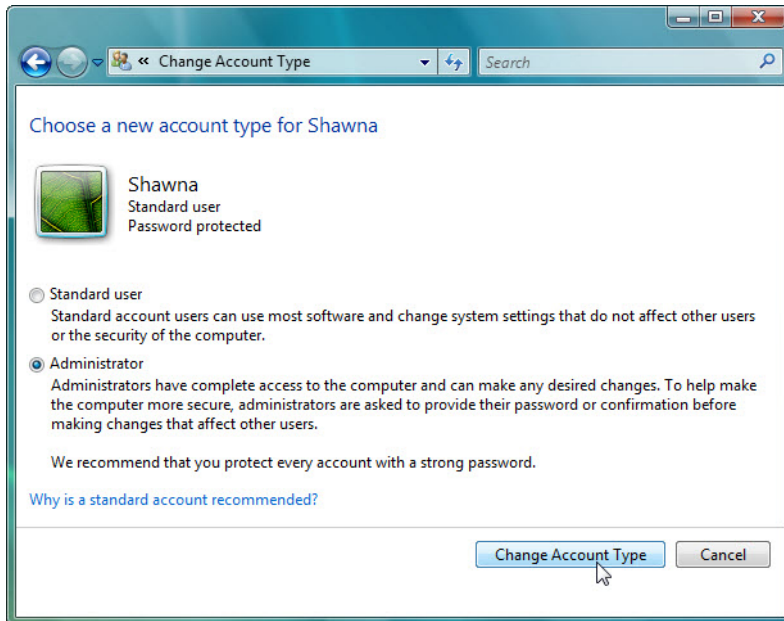 « Change Account Type
Search
Choose a new account type for Shawna
Shawna
Standard user
Password protected
Standard user
Standard account users can use most software and change system settings that do not affect other users
or the security of the computer.
Administrator
Administrators have complete access to the computer and can make any desired changes. To help make
the computer more secure, administrators are asked to provide their password or confirmation before
making changes that affect other users.
We recommend that you protect every account with a strong password.
Why is a standard account recommended?
Change Account Type
Cancel